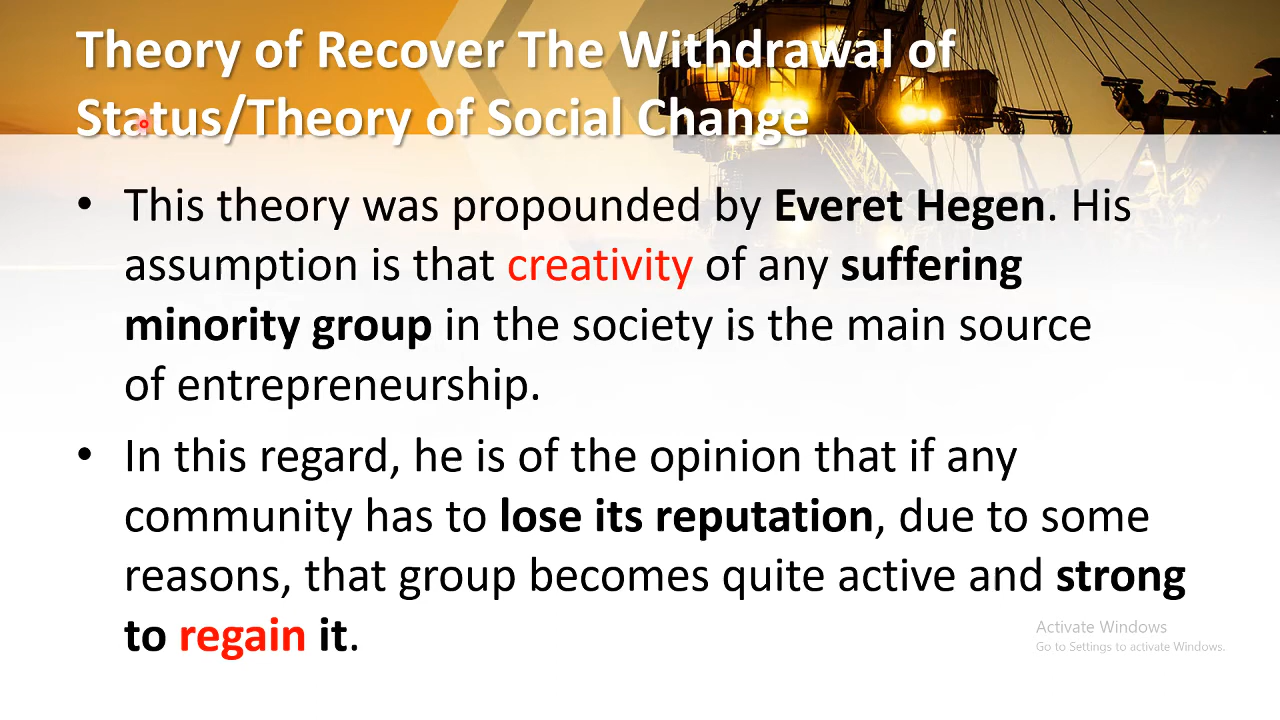 Theory of Recover The Withdrawal of
Status/Theory of Social Change
• This theory was propounded by Everet Hegen. His
assumption is that creativity of any suffering
minority group in the society is the main source
of entrepreneurship.
• In this regard, he is of the opinion that if any
community has to lose its reputation, due to some
reasons, that group becomes quite active and strong
to regain it.
Activate Windows
Go to Settings to activate Windows.